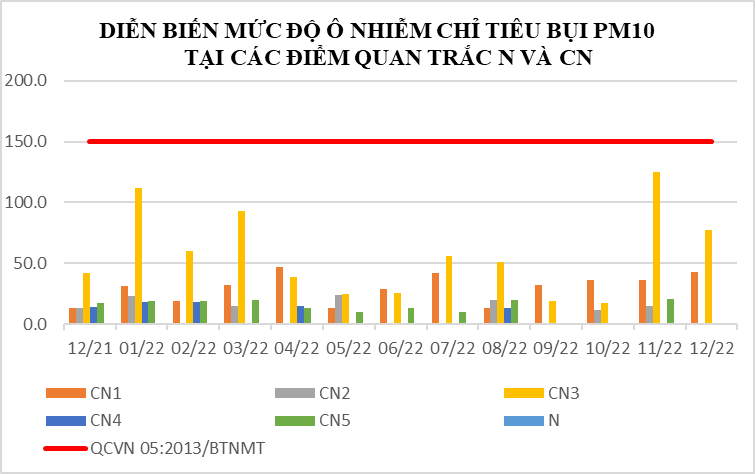 DIỄN BIẾN MỨC ĐỘ Ô NHIỄM CHỈ TIÊU BỤI PM10
TẠI CÁC ĐIỂM QUAN TRẮC N VÀ CN
200.0
150.0
100.0
50.0
0.0
12/21 01/22 02/22 03/22 04/22 05/22 06/22 07/22 08/22 09/22 10/22 11/22 12/22
CN1 CN2 CN3
CN4 CN5 N
QCVN 05:2013/BTNMT